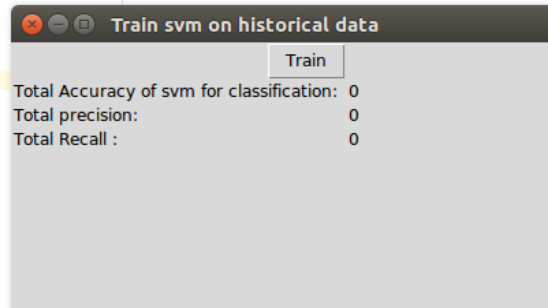 Train svm on historical data
Train
Total Accuracy of svm for classification: 0
Total precision: 0
Total Recall : 0